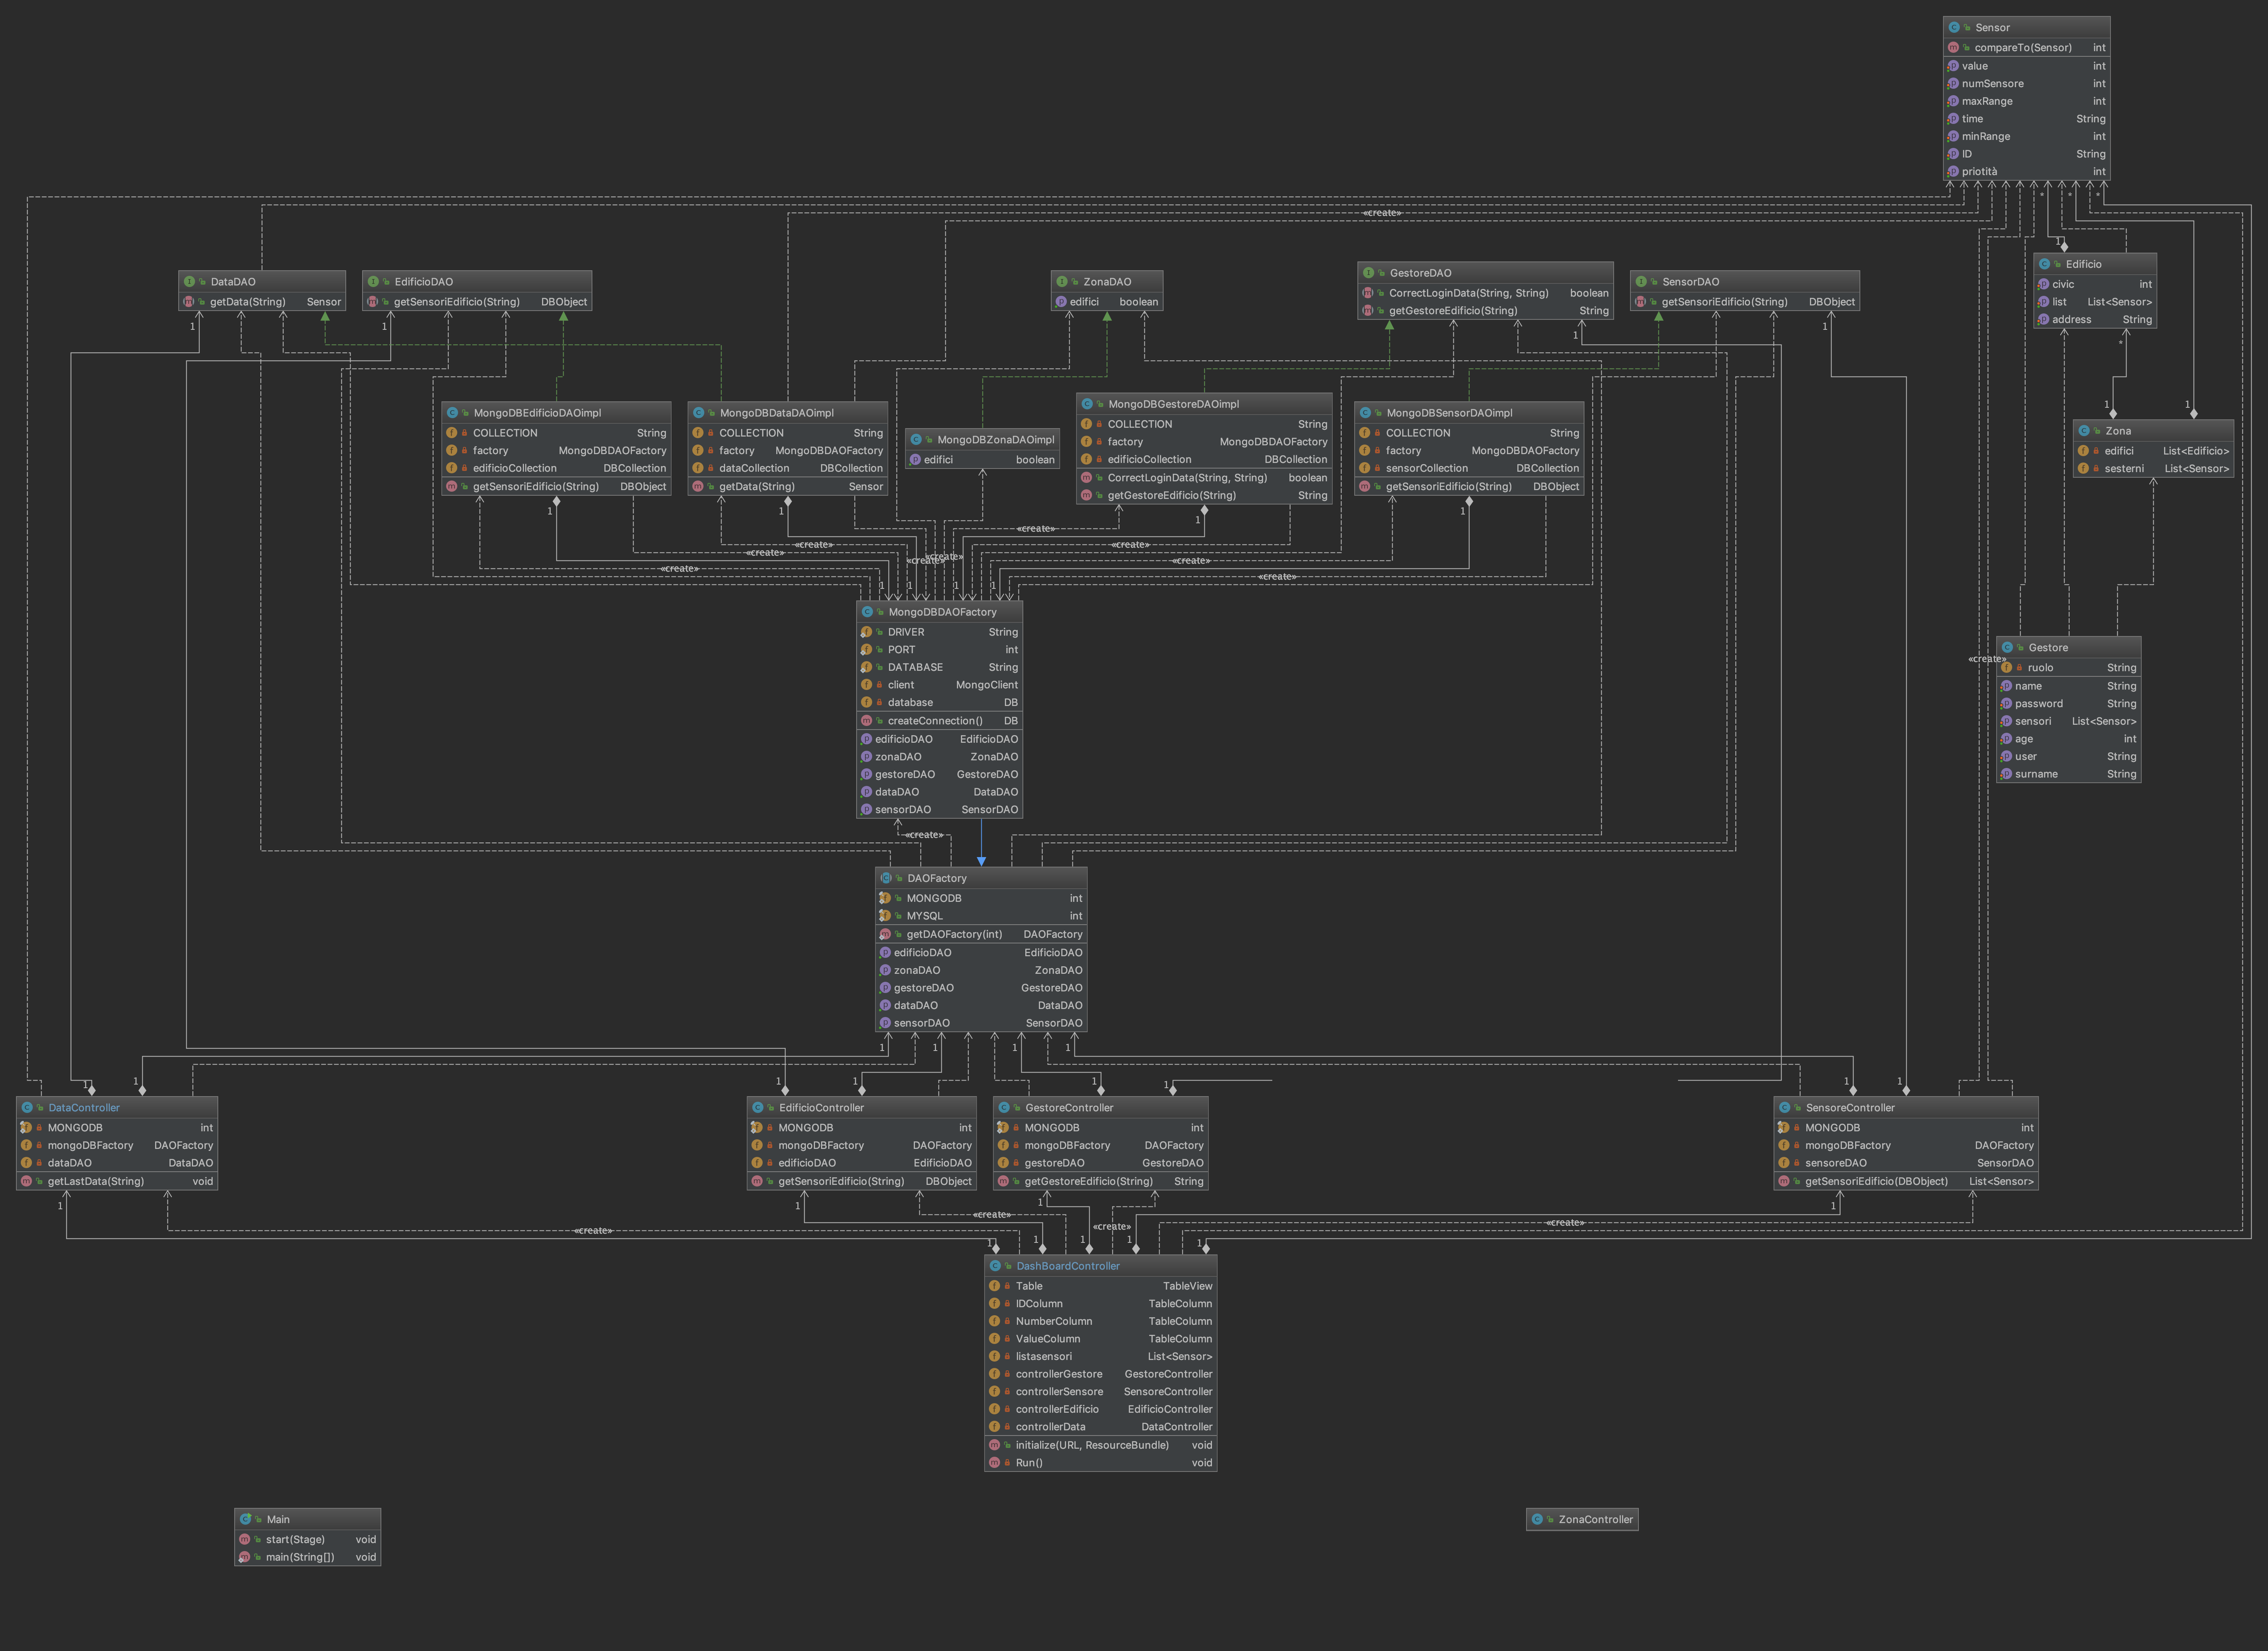 Sensor
compareTo(Sensor) int
value int
numSensore int
maxRange int
time String
minRange int
ID String
priotità int
«create»
DataDAO
getData(String) Sensor
EdificioDAO
getSensoriEdificio(String) DBObject
ZonaDAO
edifici boolean
GestoreDAO
CorrectLoginData(String, String) boolean
getGestoreEdificio(String) String
SensorDAO
getSensoriEdificio(String) DBObject
Edificio
civic int
list List<Sensor>
address String
MongoDBEdificioDAOimpl
COLLECTION String
factory MongoDBDAOFactory
edificioCollection DBCollection
getSensoriEdificio(String) DBObject
MongoDBDataDAOimpl
COLLECTION String
factory MongoDBDAOFactory
dataCollection DBCollection
getData(String) Sensor
MongoDBZonaDAOimpl
edifici boolean
MongoDBGestoreDAOimpl
COLLECTION String
factory MongoDBDAOFactory
edificioCollection DBCollection
CorrectLoginData(String, String) boolean
getGestoreEdificio(String) String
MongoDBSensorDAOimpl
COLLECTION String
factory MongoDBDAOFactory
sensorCollection DBCollection
getSensoriEdificio(String) DBObject
Zona
edifici List<Edificio>
sesterni List<Sensor>
«create»
«create»
«create»
«create»
«create»
«create»
«create»
«create»
«create»
«create»
MongoDBDAOFactory
DRIVER String
PORT int
DATABASE String
client MongoClient
database DB
createConnection() DB
edificioDAO EdificioDAO
zonaDAO ZonaDAO
gestoreDAO GestoreDAO
dataDAO DataDAO
sensorDAO SensorDAO
«create»
Gestore
ruolo String
name String
password String
sensori List<Sensor>
age int
user String
surname String
«create»
DAOFactory
MONGODB int
MYSQL int
getDAOFactory(int) DAOFactory
edificioDAO EdificioDAO
zonaDAO ZonaDAO
gestoreDAO GestoreDAO
dataDAO DataDAO
sensorDAO SensorDAO
DataController
MONGODB int
mongoDBFactory DAOFactory
dataDAO DataDAO
getLastData(String) void
EdificioController
MONGODB int
mongoDBFactory DAOFactory
edificioDAO EdificioDAO
getSensoriEdificio(String) DBObject
GestoreController
MONGODB int
mongoDBFactory DAOFactory
gestoreDAO GestoreDAO
getGestoreEdificio(String) String
SensoreController
MONGODB int
mongoDBFactory DAOFactory
sensoreDAO SensorDAO
getSensoriEdificio(DBObject) List<Sensor>
«create»
«create»
«create»
«create»
DashBoardController
Table TableView
IDColumn TableColumn
NumberColumn TableColumn
ValueColumn TableColumn
listasensori List<Sensor>
controllerGestore GestoreController
controllerSensore SensoreController
controllerEdificio EdificioController
controllerData DataController
initialize(URL, ResourceBundle) void
Run() void
Main
start(Stage) void
main(String[]) void
ZonaController